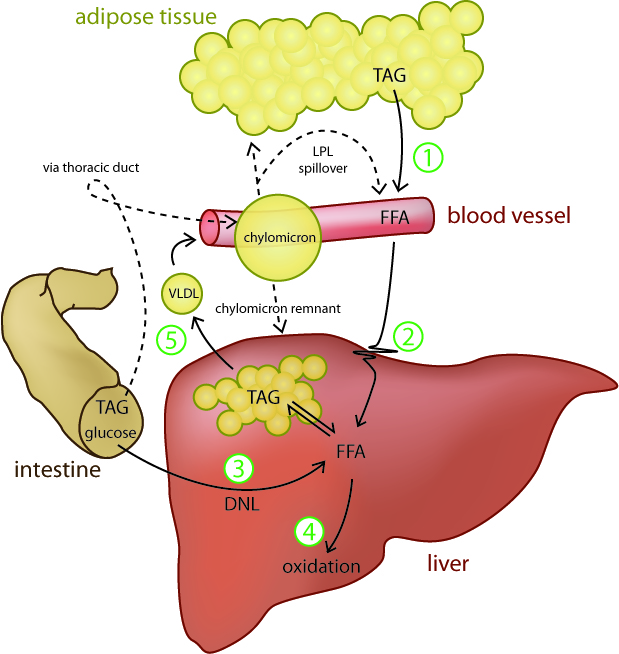 adipose tissue
TAG
1
LPL
spillover
via thoracic duct
FFA
blood vessel
chylomicron
VLDL
chylomicron remnant
2
5
TAG
TAG
glucose
FFA
intestine
3
DNL
4
oxidation
liver